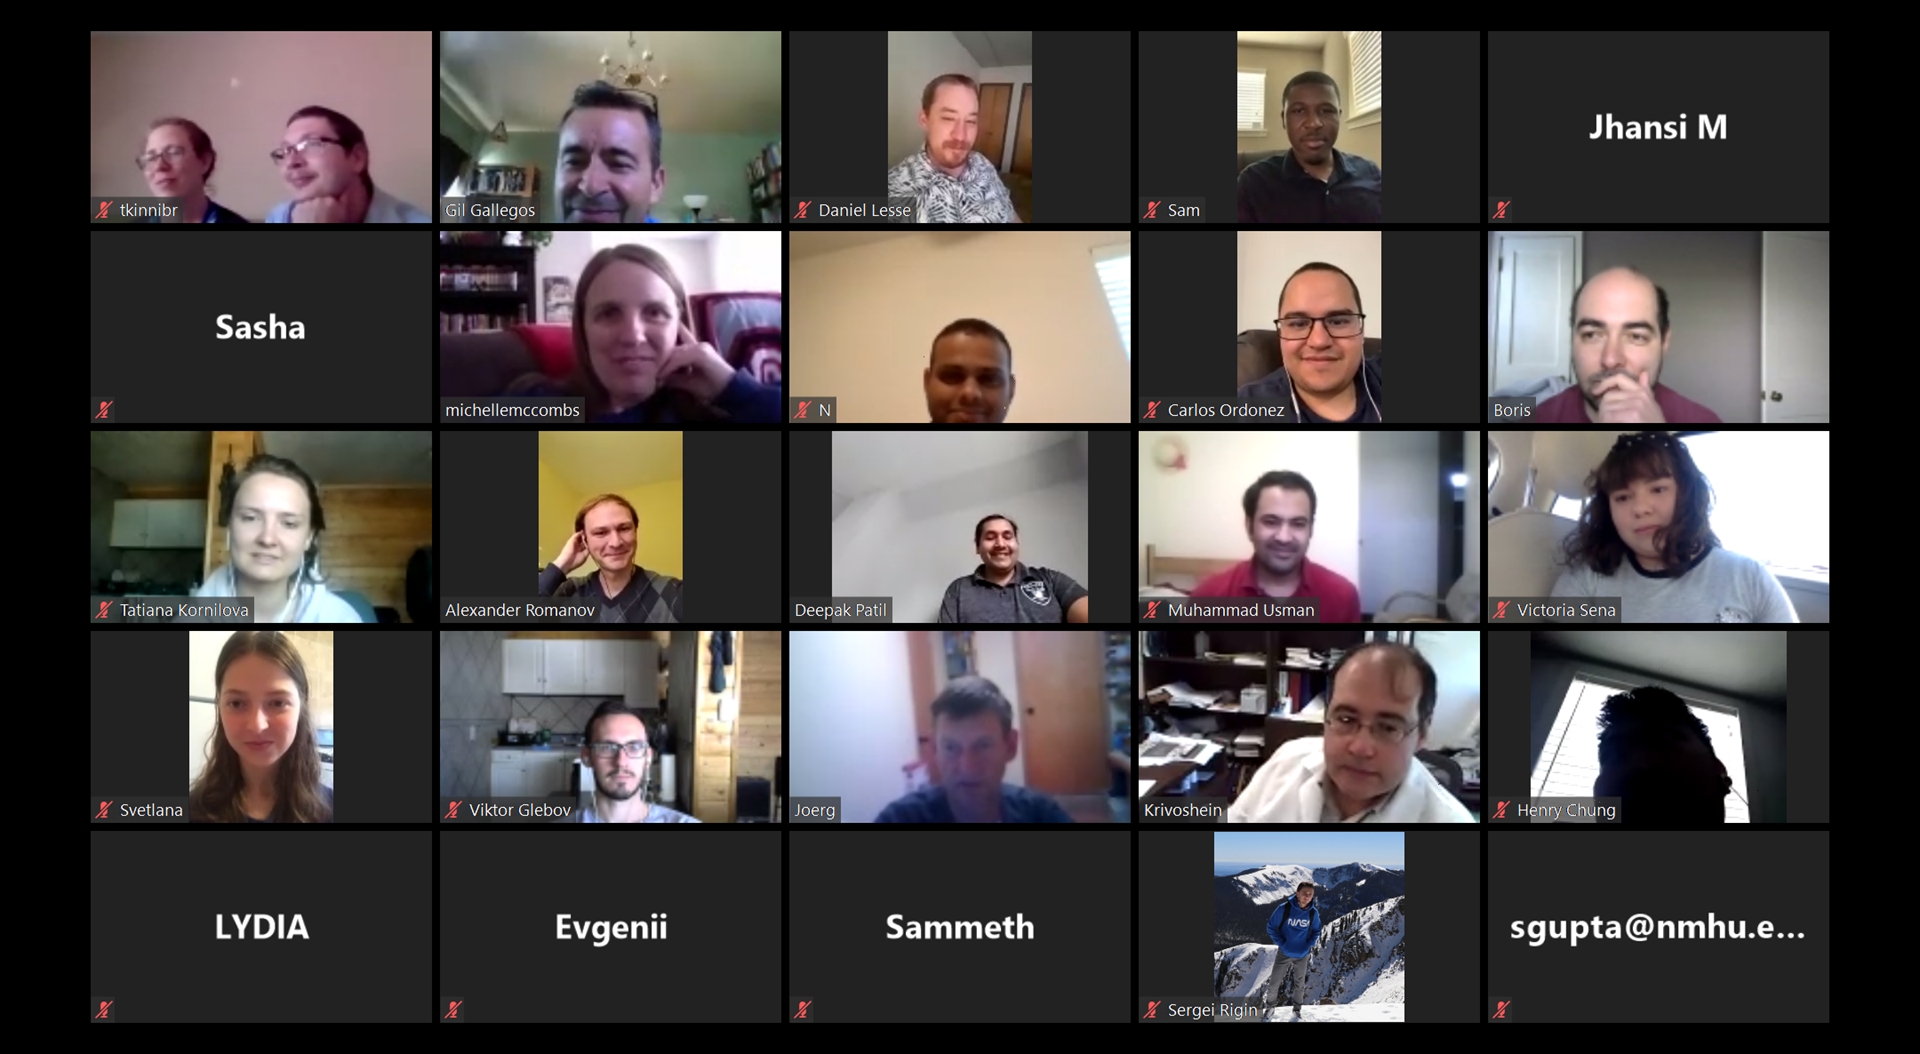 tkinnibr
Gil Gallegos
Daniel Lesse
Sam
Jhansi M
Sasha
michellemccombs
N
Carlos Ordonez
Boris
Tatiana Kornilova
Alexander Romanov
Deepak Patil
Muhammad Usman
Victoria Sena
Svetlana
Viktor Glebov
Joerg
Krivoshein
Henry Chung
LYDIA
Evgenii
Sammeth
NASA
Sergei Rigin
sgupta@nmhu.e...